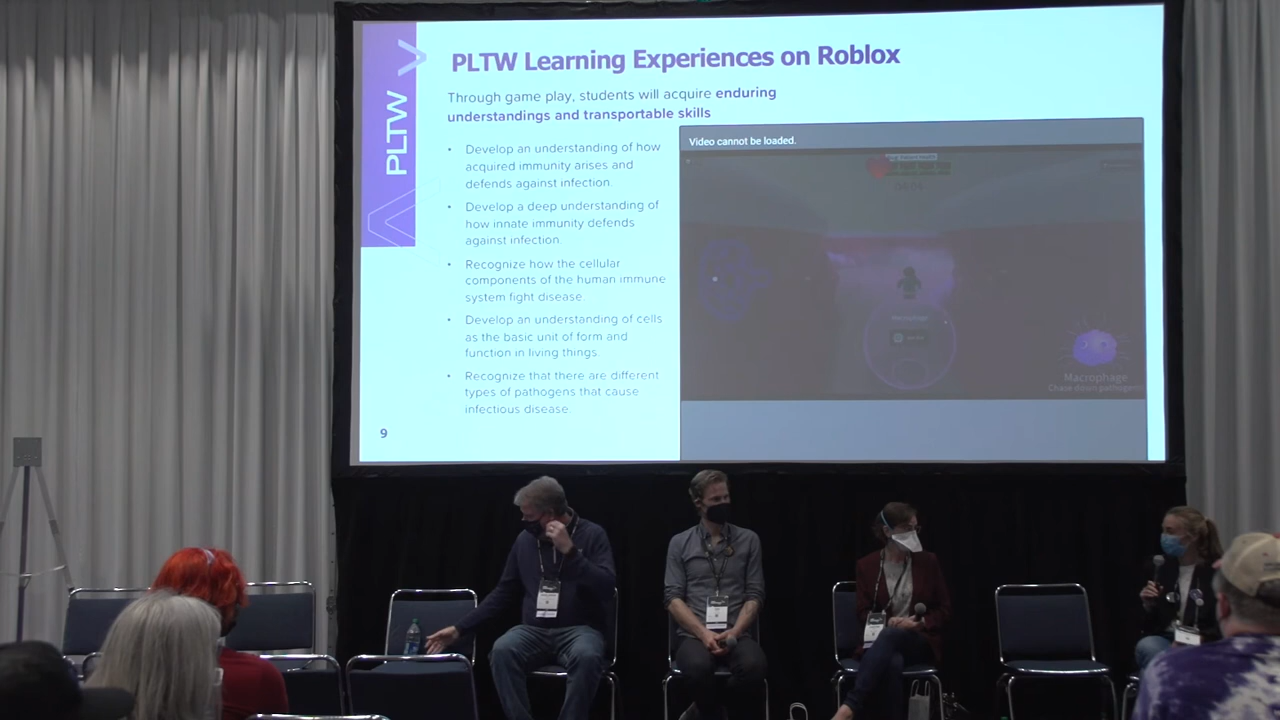 PLTW Learning Experiences on Roblox
PLTW
Through game play, students will acquire enduring
understandings and transportable skills
• Develop an understanding of how
acquired immunity arises and
defends against infection.
• Develop a deep understanding of
how innate immunity defends
against infection.
• Recognize how the cellular
components of the human immune
system fight disease.
• Develop an understanding of cells
as the basic unit of form and
function in living things.
• Recognize that there are different
types of pathogens that cause
infectious disease.
9
Video cannot be loaded.
Macrophage
Macrophage
Chase down pathogen